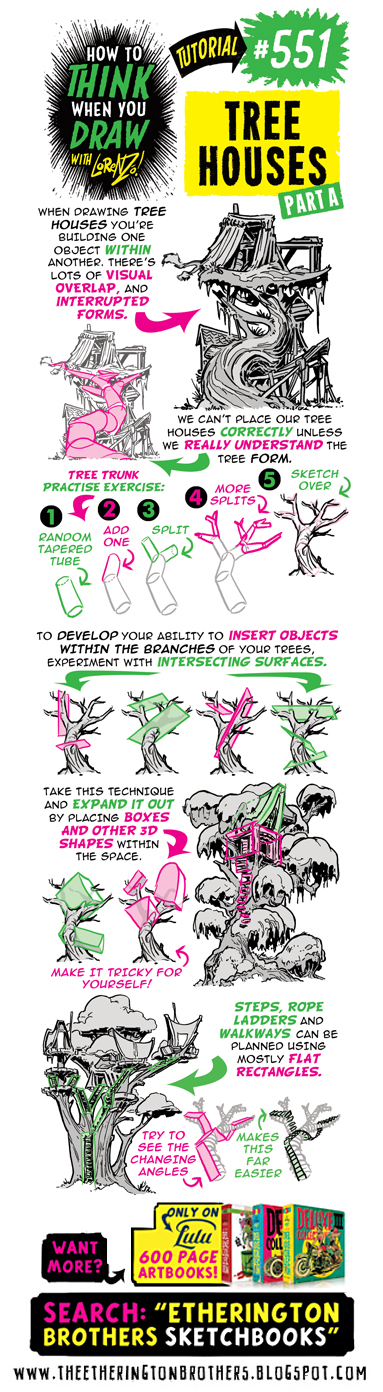 HOW TO
THINK
WHEN YOU
DRAW
WITH LORENZO!
TUTORIAL
#551
TREE
HOUSES
PART A
WHEN DRAWING TREE
HOUSES YOU'RE
BUILDING ONE
OBJECT WITHIN
ANOTHER. THERE'S
LOTS OF VISUAL
OVERLAP, AND
INTERRUPTED
FORMS.
WE CAN'T PLACE OUR TREE
HOUSES CORRECTLY UNLESS
WE REALLY UNDERSTAND THE
TREE FORM.
TREE TRUNK
PRACTISE EXERCISE:
1
RANDOM
TAPERED
TUBE
2
ADD
ONE
3
SPLIT
4
MORE
SPLITS
5
SKETCH
OVER
TO DEVELOP YOUR ABILITY TO INSERT OBJECTS
WITHIN THE BRANCHES OF YOUR TREES,
EXPERIMENT WITH INTERSECTING SURFACES.
TAKE THIS TECHNIQUE
AND EXPAND IT OUT
BY PLACING BOXES
AND OTHER 3D
SHAPES WITHIN
THE SPACE.
MAKE IT TRICKY FOR
YOURSELF!
STEPS, ROPE
LADDERS AND
WALKWAYS CAN BE
PLANNED USING
MOSTLY FLAT
RECTANGLES.
TRY TO
SEE THE
CHANGING
ANGLES
MAKES
THIS
FAR
EASIER
WANT
MORE?
ONLY ON
Lulu
600 PAGE
ARTBOOKS!
DELUXE III
SEARCH: "ETHERINGTON
BROTHERS SKETCHBOOKS"
WWW.THEETHERINGTONBROTHERS.BLOGSPOT.COM